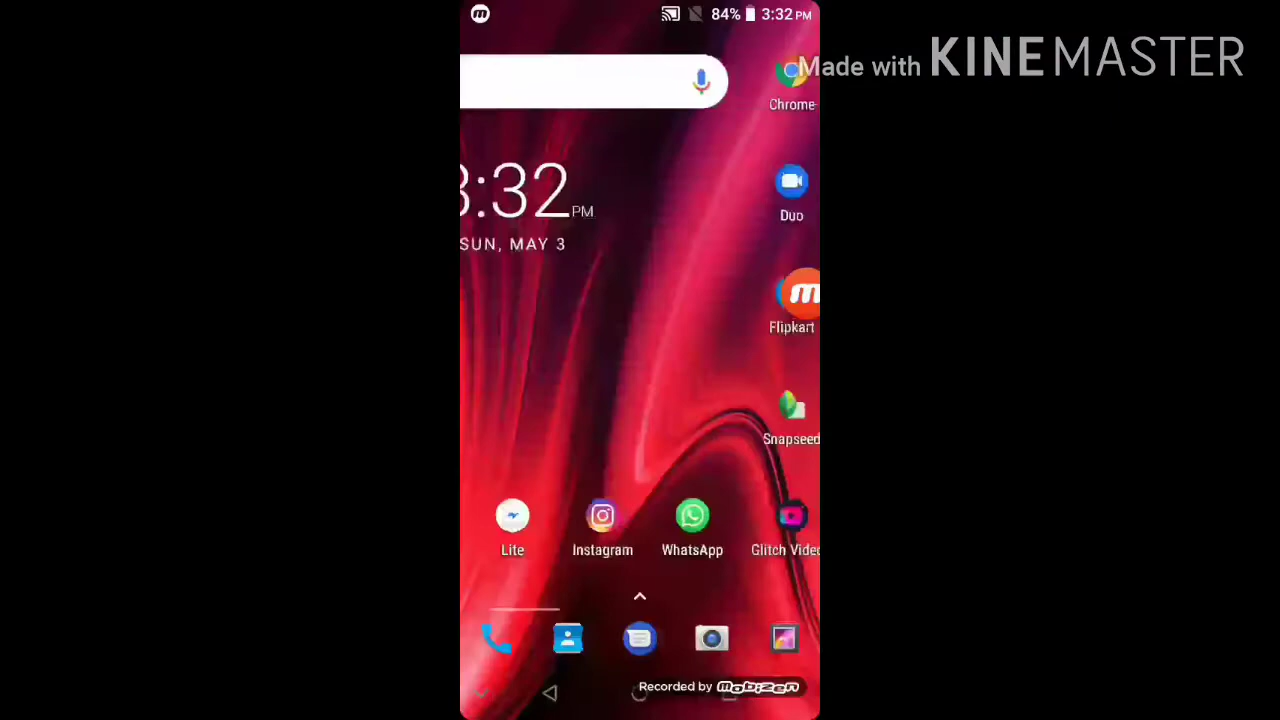 84% 3:32 PM
Made with KINEMASTER
Chrome
3:32 PM
SUN, MAY 3
Duo
Flipkart
Snapseed
Lite
Instagram
WhatsApp
Glitch Video
Recorded by mobizen